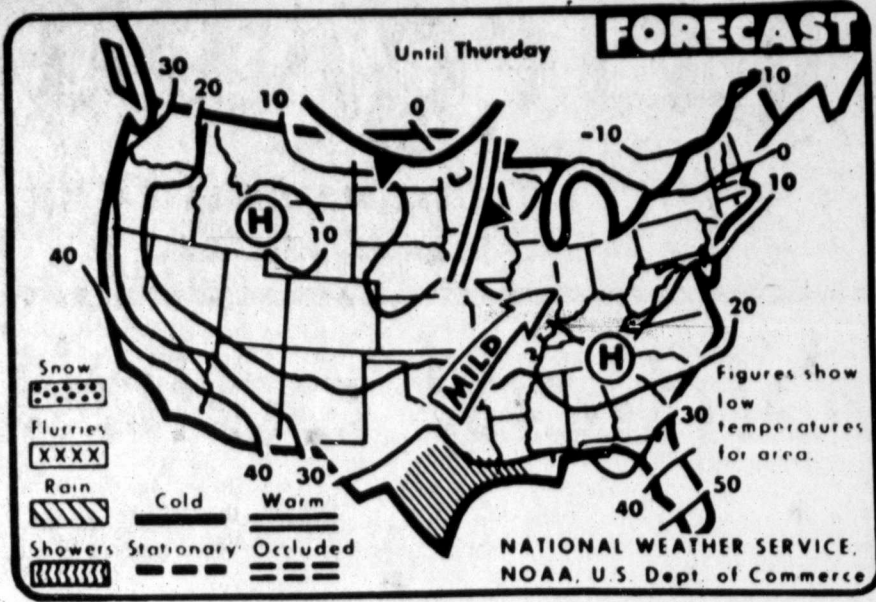 FORECAST
Until Thursday
30
20
10
0
-10
10
0
10
H
10
40
20
MILD
H
Snow
Flurries
Rain
Showers
Cold
Warm
Stationary
Occluded
40
30
Figures show
low
temperatures
for area.
30
50
40
NATIONAL WEATHER SERVICE,
NOAA, U.S. Dept. of Commerce